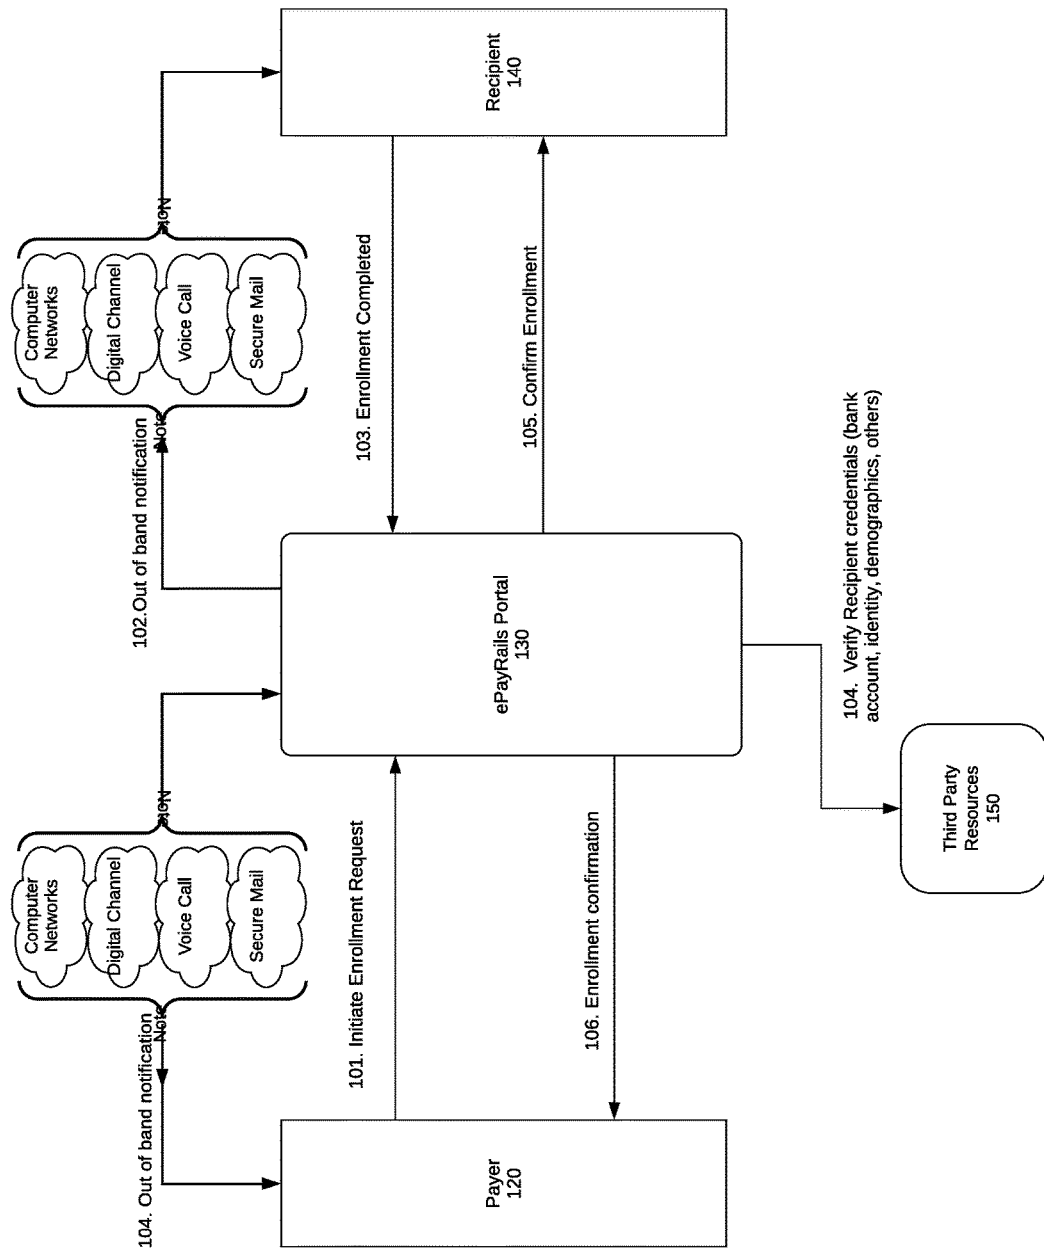 104. Out of band notification
Note
Computer
Networks
Digital Channel
Voice Call
Secure Mail
Note
102.Out of band notification
Note
Computer
Networks
Digital Channel
Voice Call
Secure Mail
Note
Payer
120
101. Initiate Enrollment Request
106. Enrollment confirmation
ePayRails Portal
130
103. Enrollment Completed
105. Confirm Enrollment
Recipient
140
Third Party
Resources
150
104. Verify Recipient credentials (bank
account, identity, demographics, others)